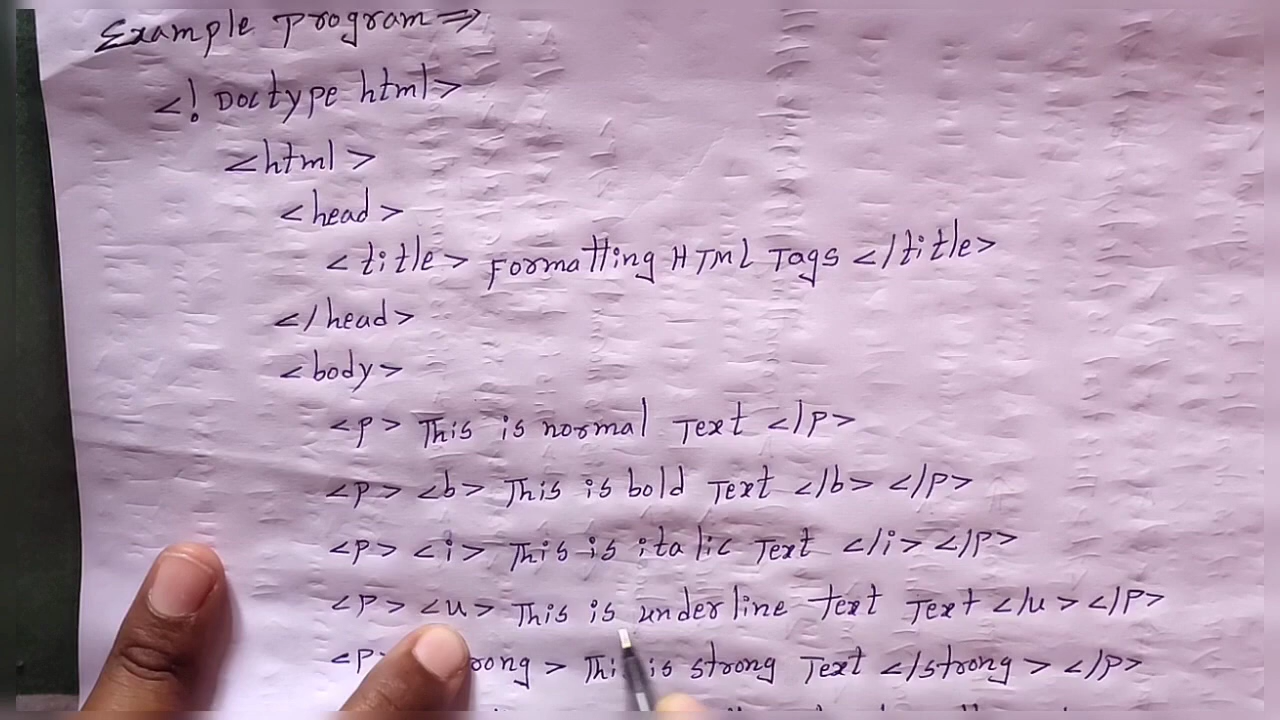 Example Program ⇒
<! Doctype html>
<html>
<head>
<title> Formatting HTML Tags </title>
</head>
<body>
<p> This is normal Text </p>
<p> <b> This is bold Text </b> </p>
<p> <i> This is italic Text </i> </p>
<p> <u> This is underline text Text </u> </p>
<p rong > This is strong Text </strong > </p>